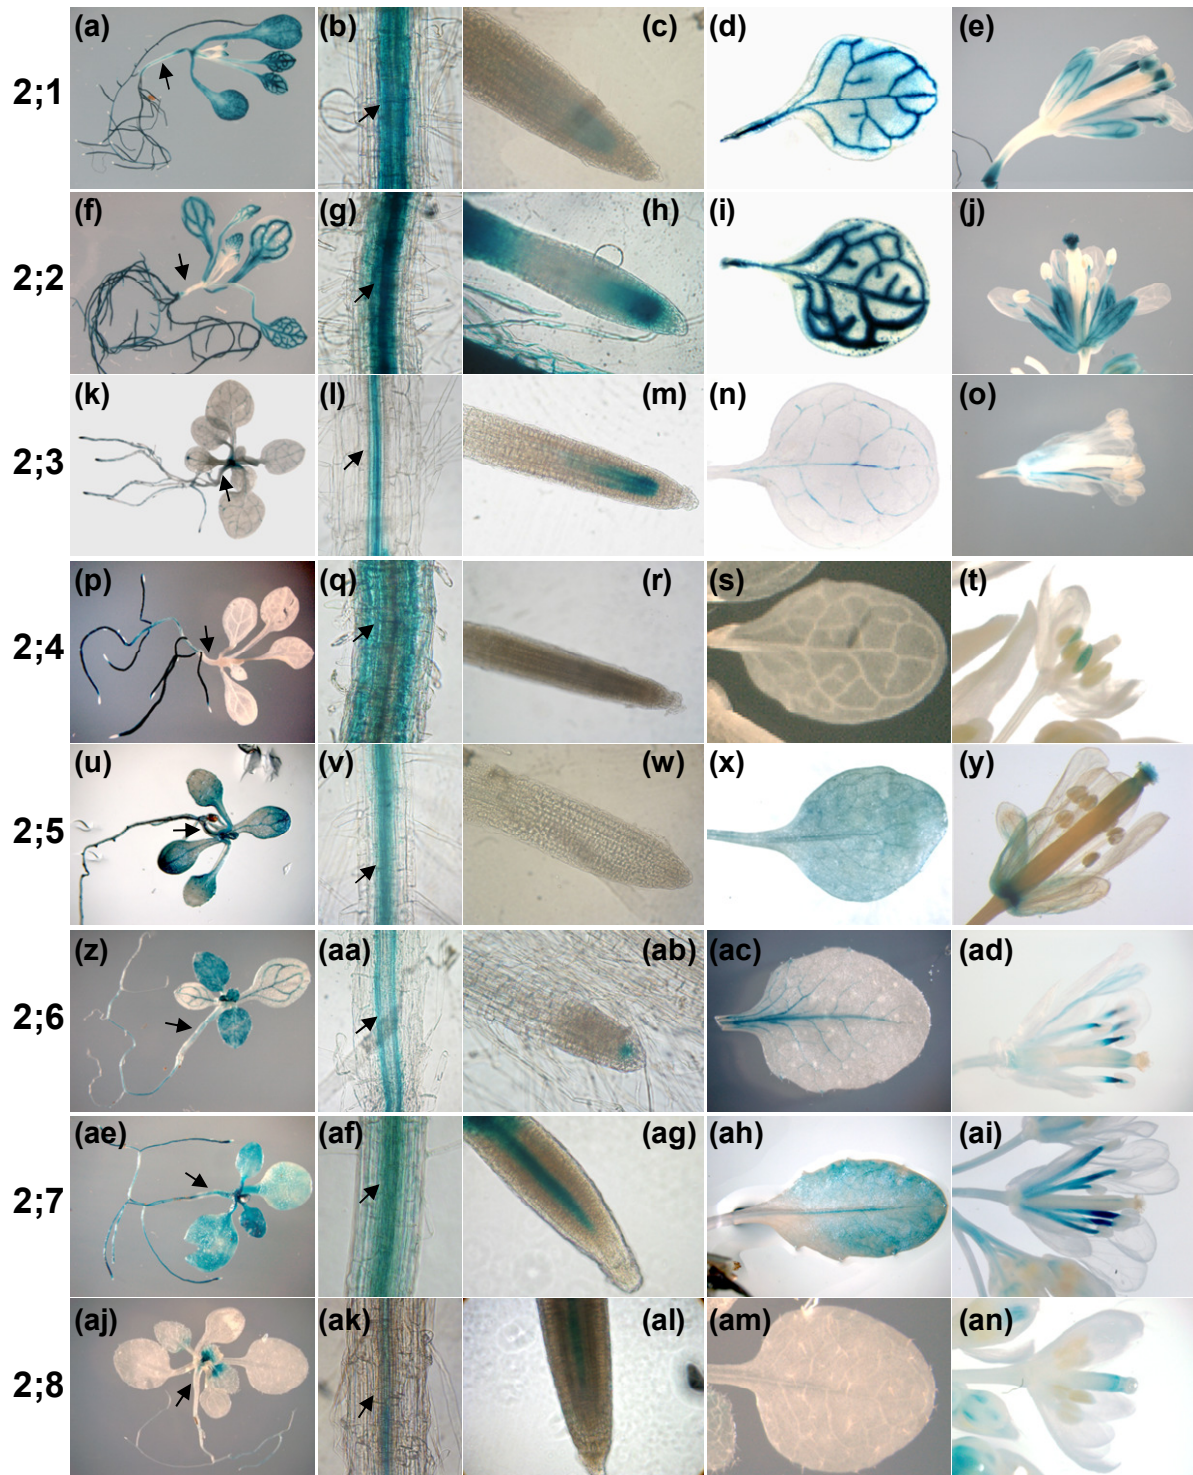 (a) (b) (c) (d) (e)
2;1
(f) (g) (h) (i) (j)
2;2
(k) (l) (m) (n) (o)
2;3
(p) (q) (r) (s) (t)
2;4
(u) (v) (w) (x) (y)
2;5
(z) (aa) (ab) (ac) (ad)
2;6
(ae) (af) (ag) (ah) (ai)
2;7
(aj) (ak) (al) (am) (an)
2;8